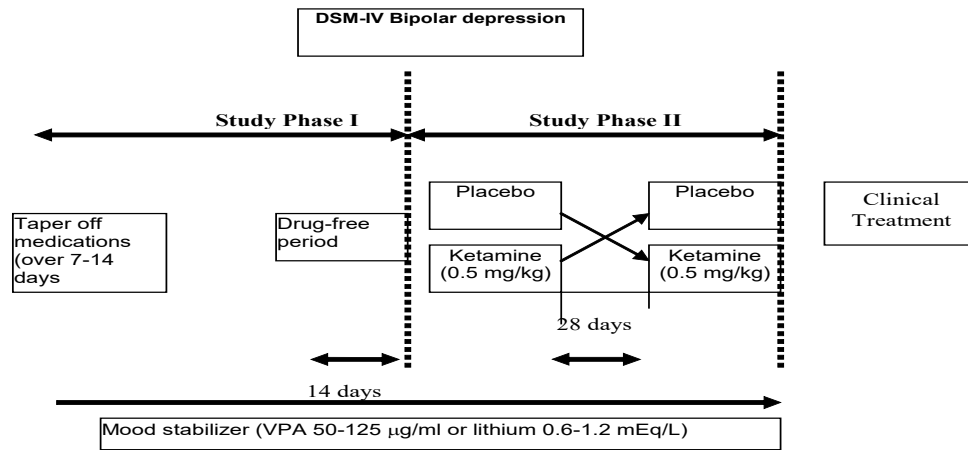 DSM-IV Bipolar depression
Study Phase I
Study Phase II
Placebo
Placebo
Clinical
Treatment
Taper off
medications
(over 7-14
days
Drug-free
period
Ketamine
(0.5 mg/kg)
Ketamine
(0.5 mg/kg)
28 days
14 days
Mood stabilizer (VPA 50-125 µg/ml or lithium 0.6-1.2 mEq/L)